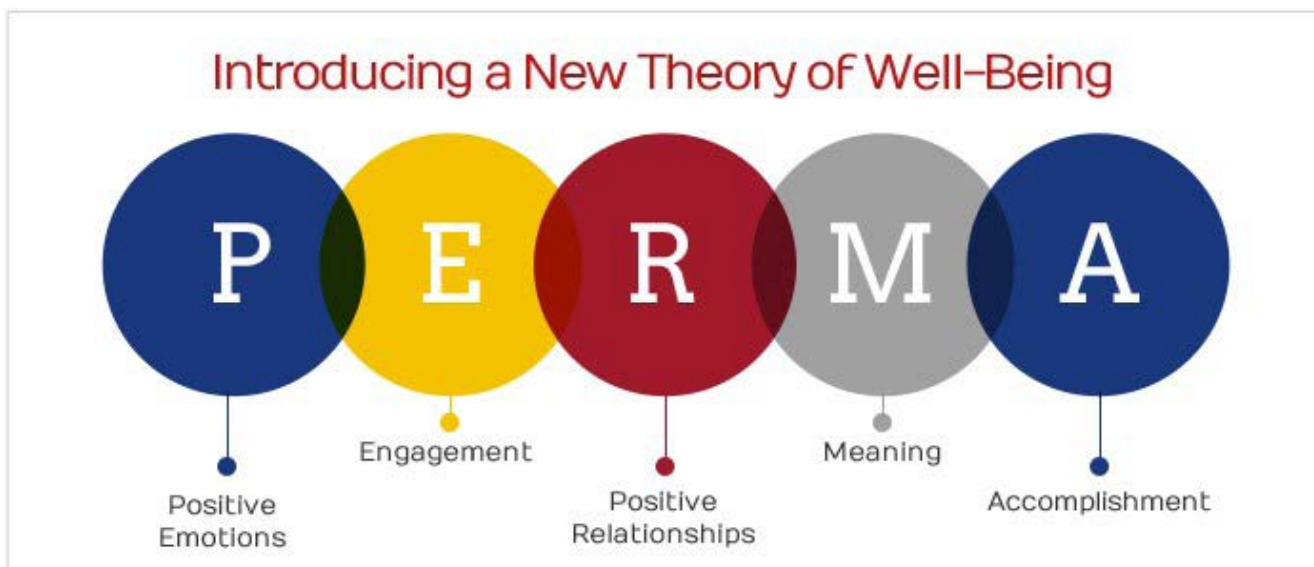 Introducing a New Theory of Well-Being
P E R M A
Positive
Emotions
Engagement
Positive
Relationships
Meaning
Accomplishment